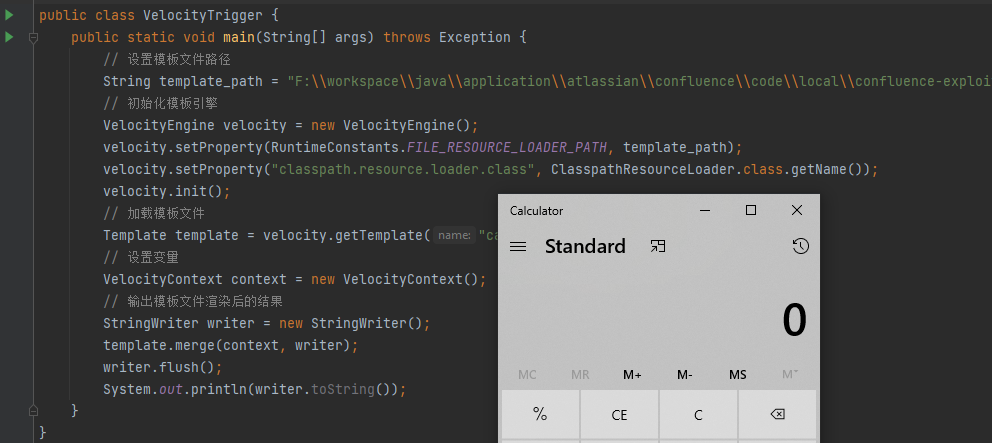 public class VelocityTrigger {
public static void main(String[] args) throws Exception {
// 设置模板文件路径
String template_path = "F:\\workspace\\java\\application\\atlassian\\confluence\\code\\local\\confluence-exploi
// 初始化模板引擎
VelocityEngine velocity = new VelocityEngine();
velocity.setProperty(RuntimeConstants.FILE_RESOURCE_LOADER_PATH, template_path);
velocity.setProperty("classpath.resource.loader.class", ClasspathResourceLoader.class.getName());
velocity.init();
// 加载模板文件
Template template = velocity.getTemplate( name: "ca
// 设置变量
VelocityContext context = new VelocityContext();
// 输出模板文件渲染后的结果
StringWriter writer = new StringWriter();
template.merge(context, writer);
writer.flush();
System.out.println(writer.toString());
}
}
Calculator
Standard
0
MC MR M+ M- MS M˅
% CE C